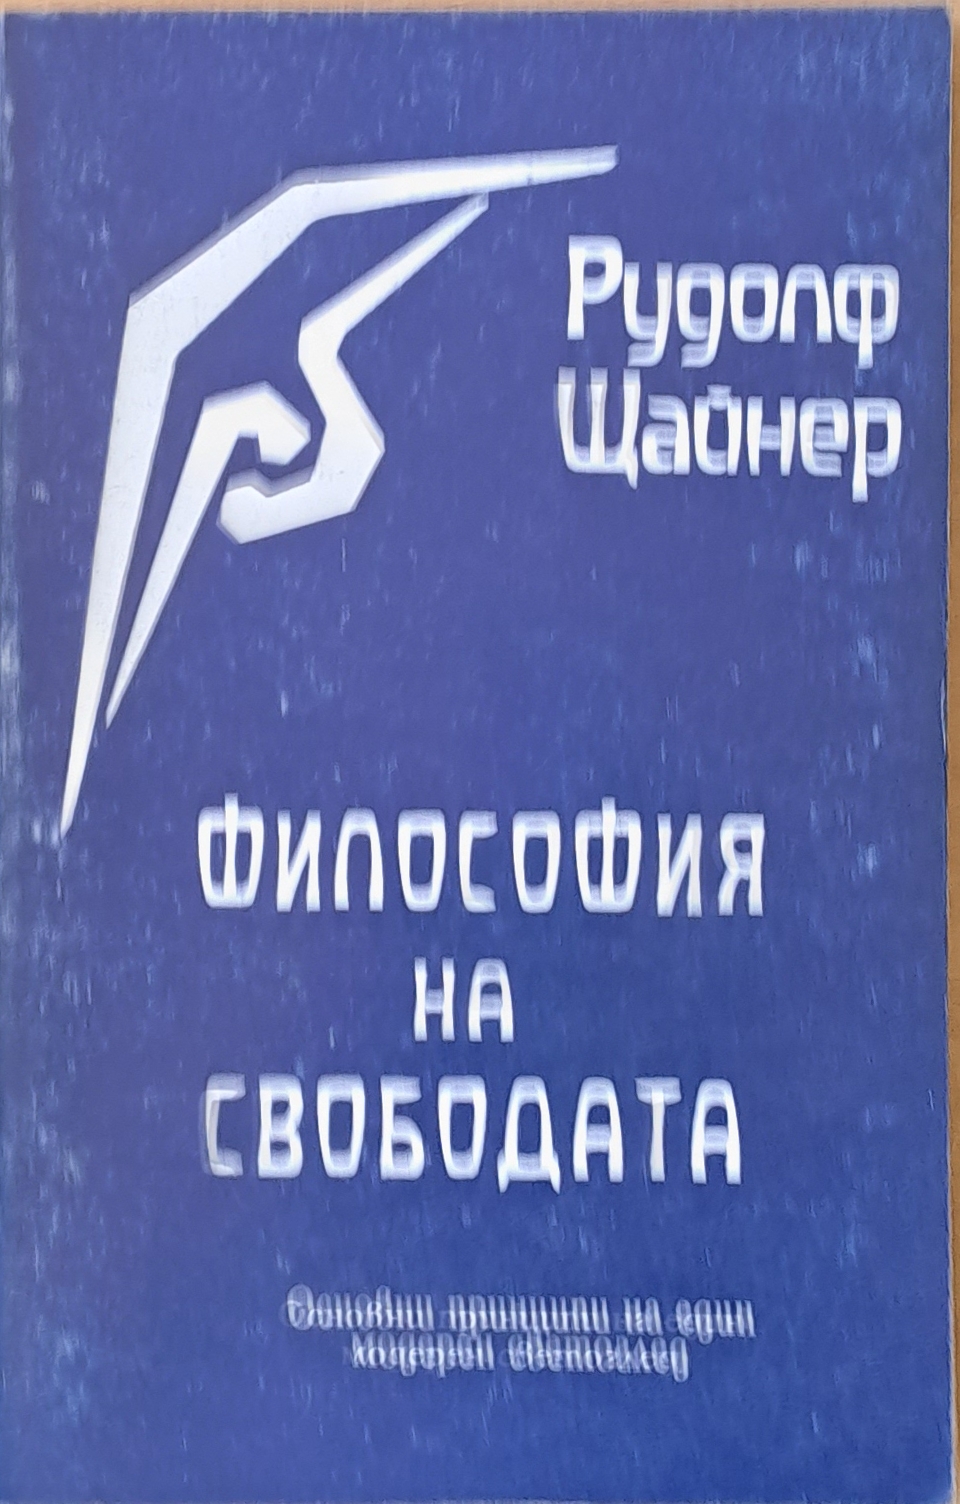 Рудолф
Щайнер
ФИЛОСОФИЯ
НА
СВОБОДАТА
Основни принципи на един
модерен светоглед